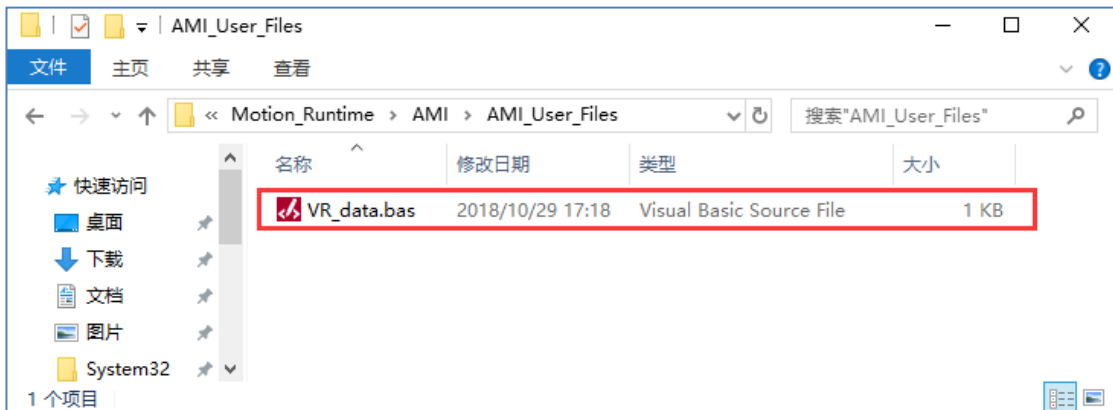 AMI_User_Files
文件 主页 共享 查看
« Motion_Runtime › AMI › AMI_User_Files 搜索"AMI_User_Files"
名称 修改日期 类型 大小
快速访问
VR_data.bas 2018/10/29 17:18 Visual Basic Source File 1 KB
桌面
下载
文档
图片
System32
1 个项目